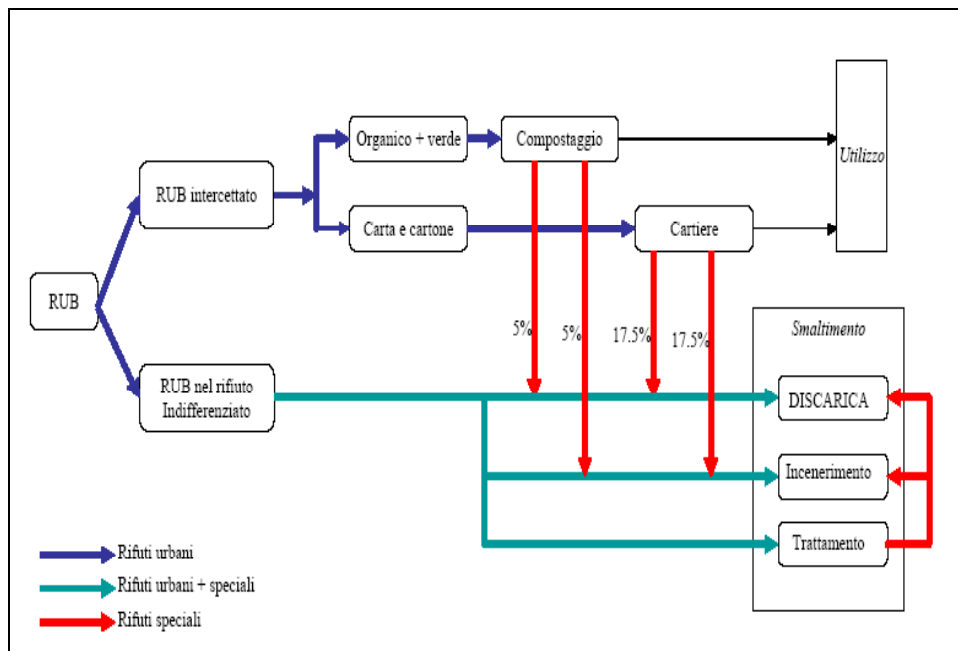 Organico + verde
Compostaggio
Utilizzo
RUB intercettato
Carta e cartone
Cartiere
RUB
5%
5%
17.5%
17.5%
Smaltimento
RUB nel rifiuto
Indifferenziato
DISCARICA
Incenerimento
Trattamento
Rifiuti urbani
Rifiuti urbani + speciali
Rifiuti speciali